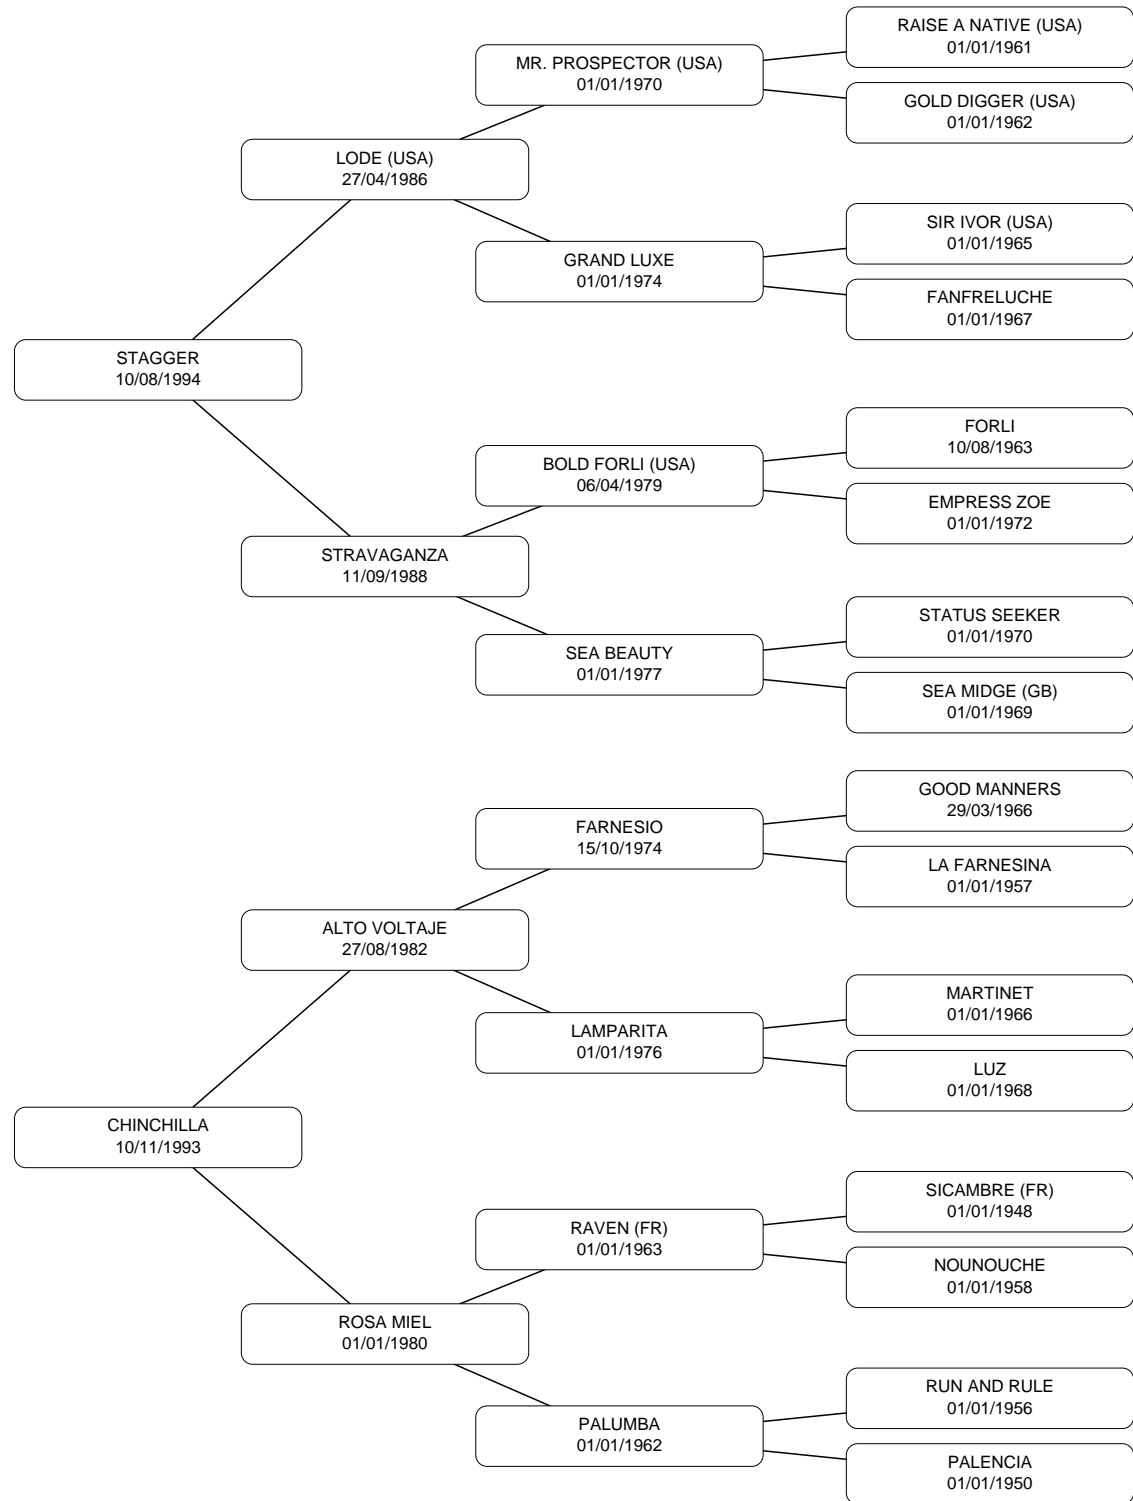 RAISE A NATIVE (USA)
01/01/1961
MR. PROSPECTOR (USA)
01/01/1970
GOLD DIGGER (USA)
01/01/1962
LODE (USA)
27/04/1986
SIR IVOR (USA)
01/01/1965
GRAND LUXE
01/01/1974
FANFRELUCHE
01/01/1967
STAGGER
10/08/1994
FORLI
10/08/1963
BOLD FORLI (USA)
06/04/1979
EMPRESS ZOE
01/01/1972
STRAVAGANZA
11/09/1988
STATUS SEEKER
01/01/1970
SEA BEAUTY
01/01/1977
SEA MIDGE (GB)
01/01/1969
GOOD MANNERS
29/03/1966
FARNESIO
15/10/1974
LA FARNESINA
01/01/1957
ALTO VOLTAJE
27/08/1982
MARTINET
01/01/1966
LAMPARITA
01/01/1976
LUZ
01/01/1968
CHINCHILLA
10/11/1993
SICAMBRE (FR)
01/01/1948
RAVEN (FR)
01/01/1963
NOUNOUCHE
01/01/1958
ROSA MIEL
01/01/1980
RUN AND RULE
01/01/1956
PALUMBA
01/01/1962
PALENCIA
01/01/1950